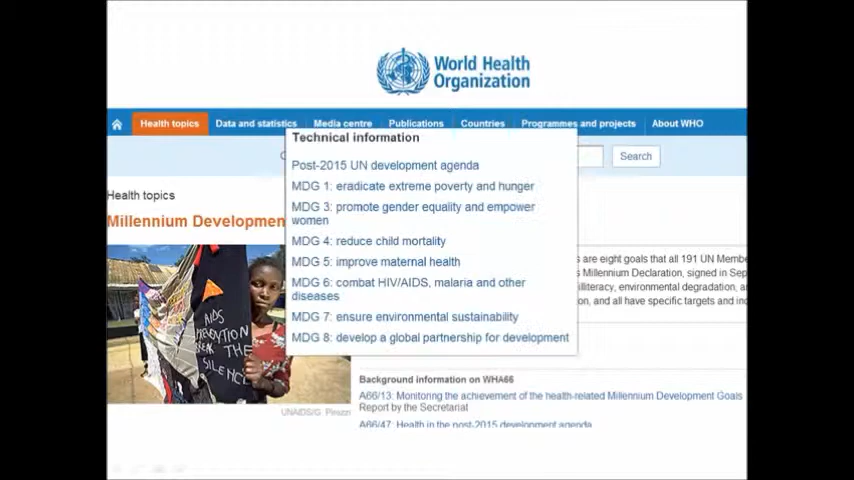 World Health
Organization
Health topics
Data and statistics
Media centre
Publications
Countries
Programmes and projects
About WHO
Technical information
Search
Post-2015 UN development agenda
MDG 1: eradicate extreme poverty and hunger
MDG 3: promote gender equality and empower
women
MDG 4: reduce child mortality
MDG 5: improve maternal health
MDG 6: combat HIV/AIDS, malaria and other
diseases
MDG 7: ensure environmental sustainability
MDG 8: develop a global partnership for development
Health topics
Millennium Developmen
are eight goals that all 191 UN Membe
s Millennium Declaration, signed in Sep
illiteracy, environmental degradation, a
on, and all have specific targets and in
AIDS
PREVENTION
BREAK THE
SILENCE
UNAIDS/G. Pirozzi
Background information on WHA66
A66/13: Monitoring the achievement of the health-related Millennium Development Goals
Report by the Secretariat
A66/47: Health in the post-2015 development agenda